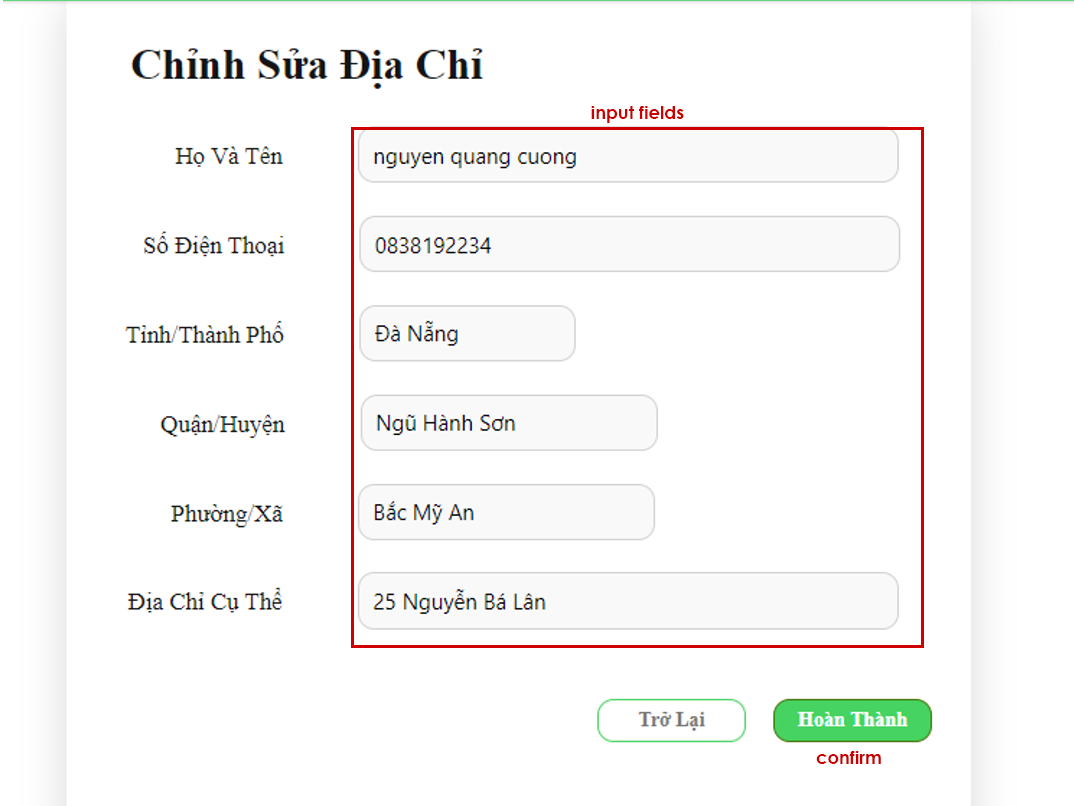 Chỉnh Sửa Địa Chỉ
input fields
Họ Và Tên
nguyen quang cuong
Số Điện Thoại
0838192234
Tỉnh/Thành Phố
Đà Nẵng
Quận/Huyện
Ngũ Hành Sơn
Phường/Xã
Bắc Mỹ An
Địa Chỉ Cụ Thể
25 Nguyễn Bá Lân
Trở Lại
Hoàn Thành
confirm